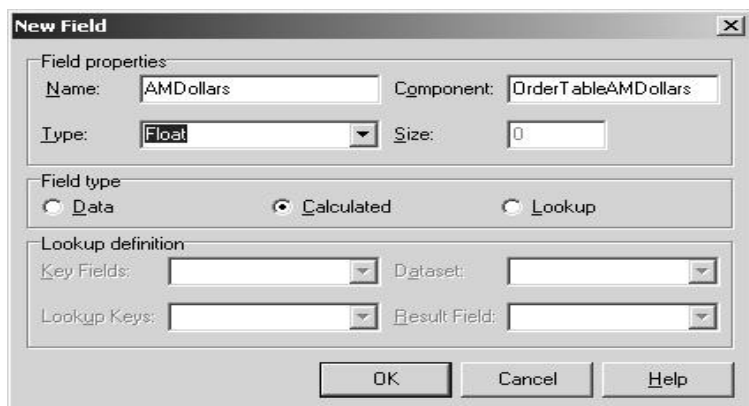 New Field
Field properties
Name: AMDollars Component: OrderTableAMDollars
Type: Float Size: 0
Field type
Data Calculated Lookup
Lookup definition
Key Fields: Dataset:
Lookup Keys: Result Field:
OK Cancel Help